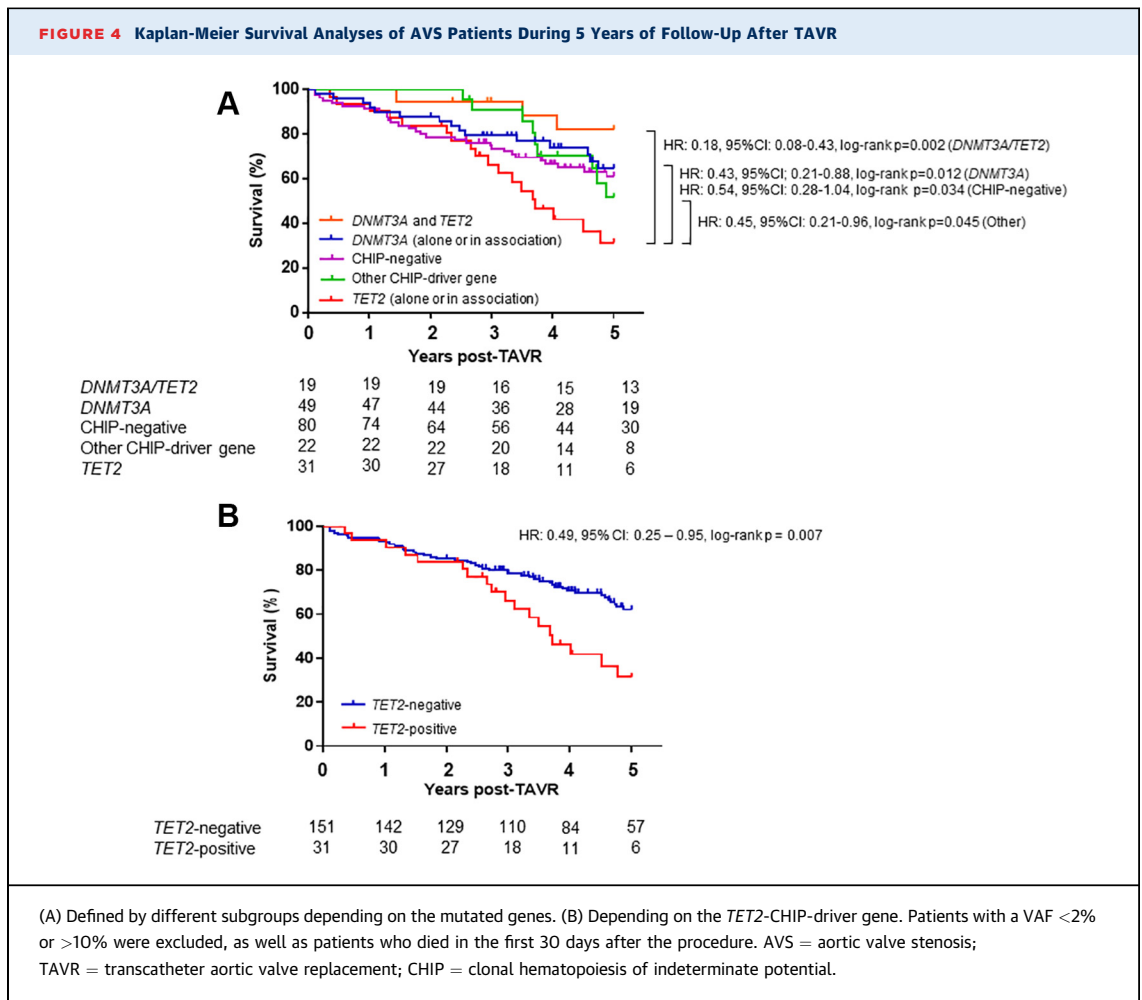 FIGURE 4 Kaplan-Meier Survival Analyses of AVS Patients During 5 Years of Follow-Up After TAVR
A
Survival (%)
100
80
60
40
20
0
DNMT3A and TET2
DNMT3A (alone or in association)
CHIP-negative
Other CHIP-driver gene
TET2 (alone or in association)
0 1 2 3 4 5
Years post-TAVR
HR: 0.18, 95%CI: 0.08-0.43, log-rank p=0.002 (DNMT3A/TET2)
HR: 0.43, 95%CI; 0.21-0.88, log-rank p=0.012 (DNMT3A)
HR: 0.54, 95%CI: 0.28-1.04, log-rank p=0.034 (CHIP-negative)
HR: 0.45, 95%CI: 0.21-0.96, log-rank p=0.045 (Other)
DNMT3A/TET2 19 19 19 16 15 13
DNMT3A 49 47 44 36 28 19
CHIP-negative 80 74 64 56 44 30
Other CHIP-driver gene 22 22 22 20 14 8
TET2 31 30 27 18 11 6
B
Survival (%)
100
80
60
40
20
0
HR: 0.49, 95% CI: 0.25 – 0.95, log-rank p = 0.007
TET2-negative
TET2-positive
0 1 2 3 4 5
Years post-TAVR
TET2-negative 151 142 129 110 84 57
TET2-positive 31 30 27 18 11 6
(A) Defined by different subgroups depending on the mutated genes. (B) Depending on the TET2-CHIP-driver gene. Patients with a VAF <2%
or >10% were excluded, as well as patients who died in the first 30 days after the procedure. AVS = aortic valve stenosis;
TAVR = transcatheter aortic valve replacement; CHIP = clonal hematopoiesis of indeterminate potential.